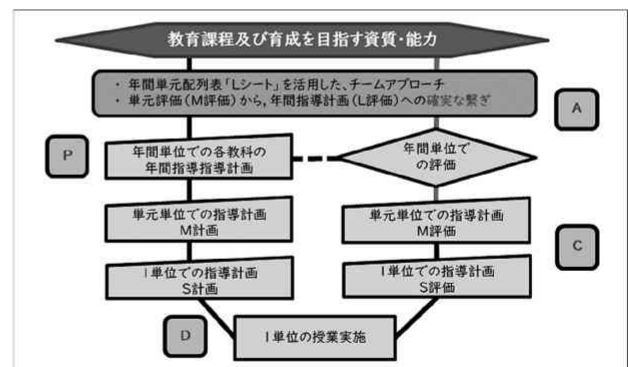 教育課程及び育成を目指す資質・能力
・ 年間単元配列表「Lシート」を活用した、チームアプローチ
・ 単元評価(M評価)から,年間指導計画(L評価)への確実な繋ぎ
A
P
年間単位での各教科の
年間指導指導計画
年間単位で
の評価
単元単位での指導計画
M計画
単元単位での指導計画
M評価
C
1単位での指導計画
S計画
1単位での指導計画
S評価
D
1単位の授業実施